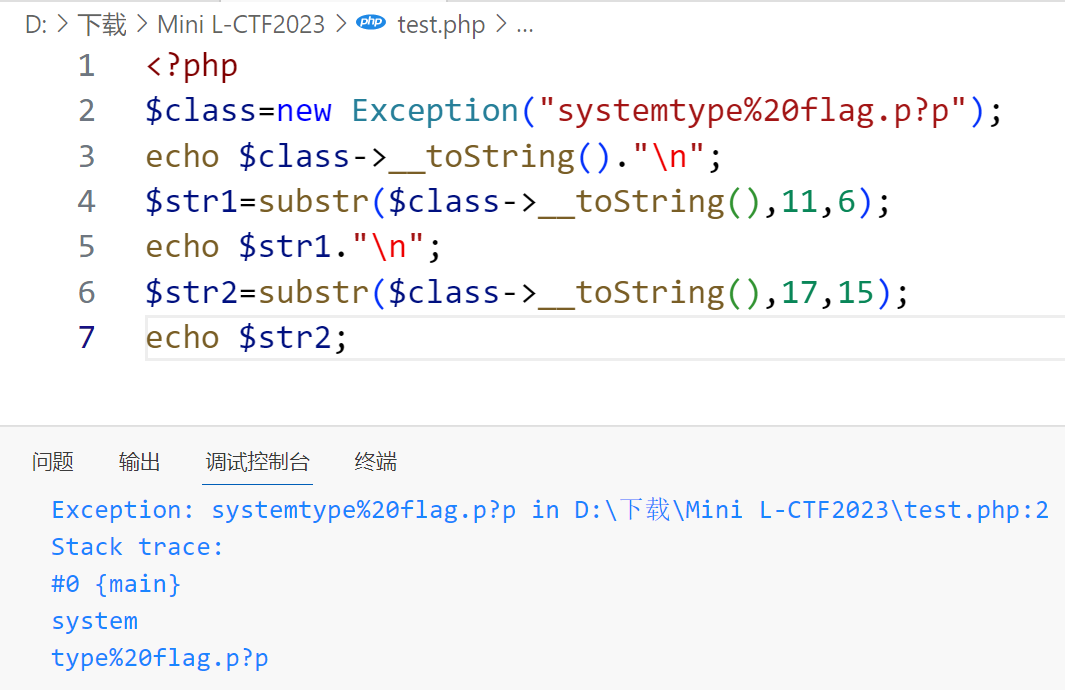 D: > 下载 > Mini L-CTF2023 > php test.php > ...
1 <?php
2 $class=new Exception("systemtype%20flag.p?p");
3 echo $class->__toString()."\n";
4 $str1=substr($class->__toString(),11,6);
5 echo $str1."\n";
6 $str2=substr($class->__toString(),17,15);
7 echo $str2;
问题 输出 调试控制台 终端
Exception: systemtype%20flag.p?p in D:\下载\Mini L-CTF2023\test.php:2
Stack trace:
#0 {main}
system
type%20flag.p?p